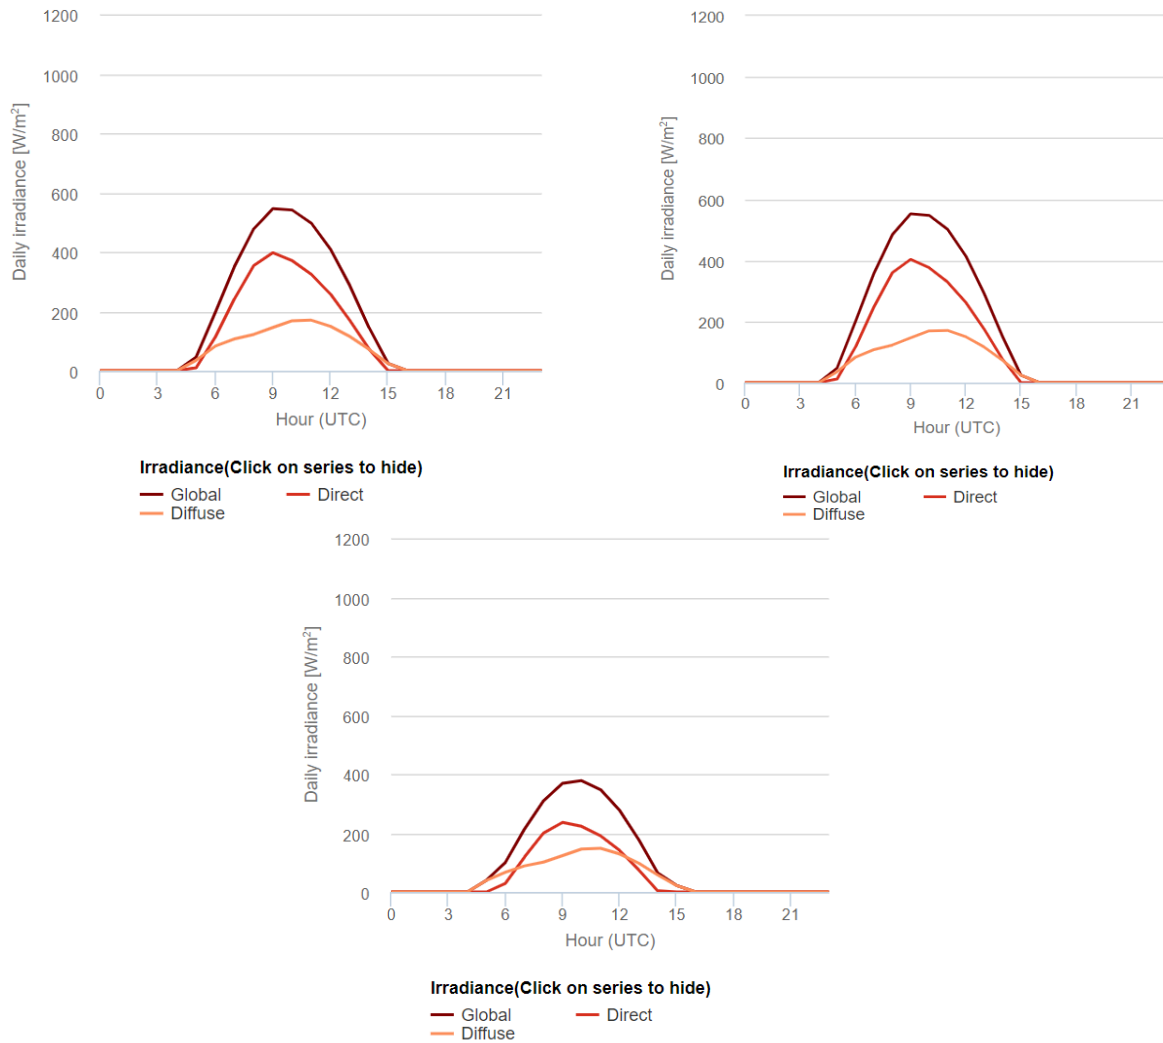 1200
1000
800
600
400
200
0
Daily irradiance [W/m²]
0 3 6 9 12 15 18 21
Hour (UTC)
Irradiance(Click on series to hide)
Global Direct
Diffuse
1200
1000
800
600
400
200
0
Daily irradiance [W/m²]
0 3 6 9 12 15 18 21
Hour (UTC)
Irradiance(Click on series to hide)
Global Direct
Diffuse
1200
1000
800
600
400
200
0
Daily irradiance [W/m²]
0 3 6 9 12 15 18 21
Hour (UTC)
Irradiance(Click on series to hide)
Global Direct
Diffuse